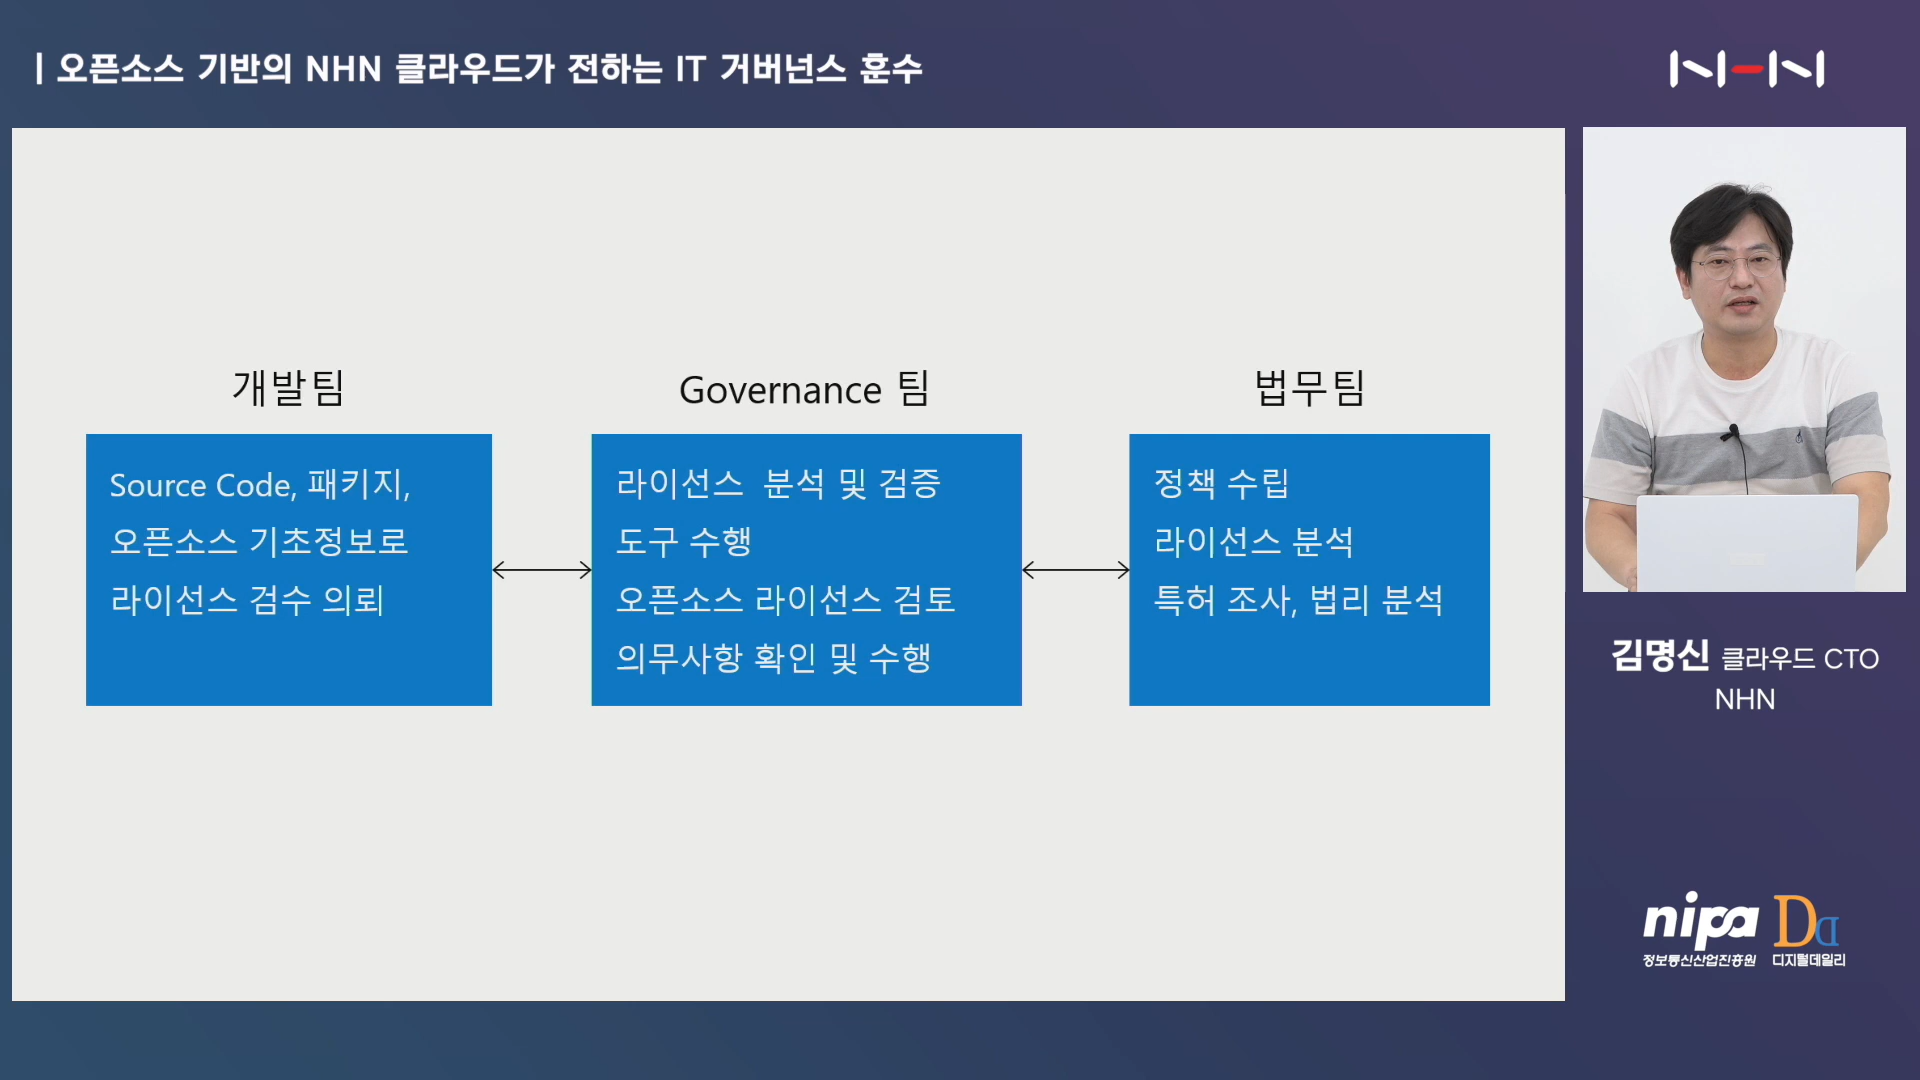 | 오픈소스 기반의 NHN 클라우드가 전하는 IT 거버넌스 훈수
NHN
개발팀
Source Code, 패키지,
오픈소스 기초정보로
라이선스 검수 의뢰
Governance 팀
라이선스 분석 및 검증
도구 수행
오픈소스 라이선스 검토
의무사항 확인 및 수행
법무팀
정책 수립
라이선스 분석
특허 조사, 법리 분석
김명신 클라우드 CTO
NHN
nipa
정보통신산업진흥원
DD
디지털데일리